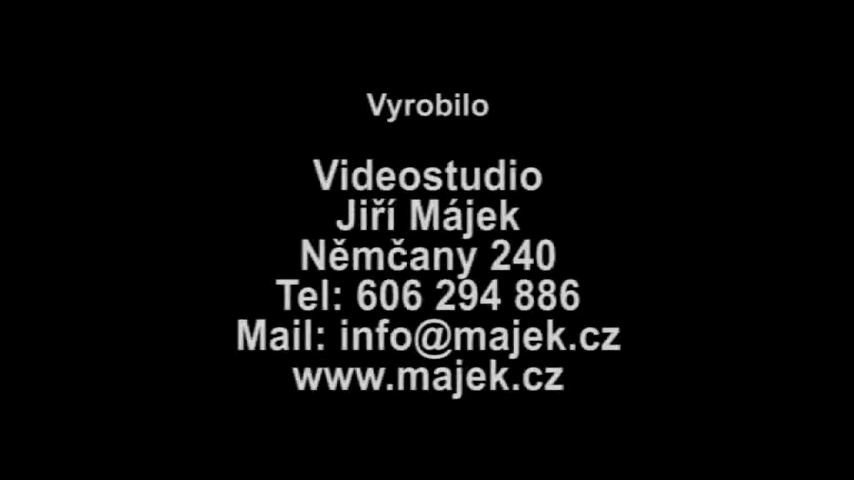 Vyrobilo
Videostudio
Jiří Májek
Němčany 240
Tel: 606 294 886
Mail: info@majek.cz
www.majek.cz